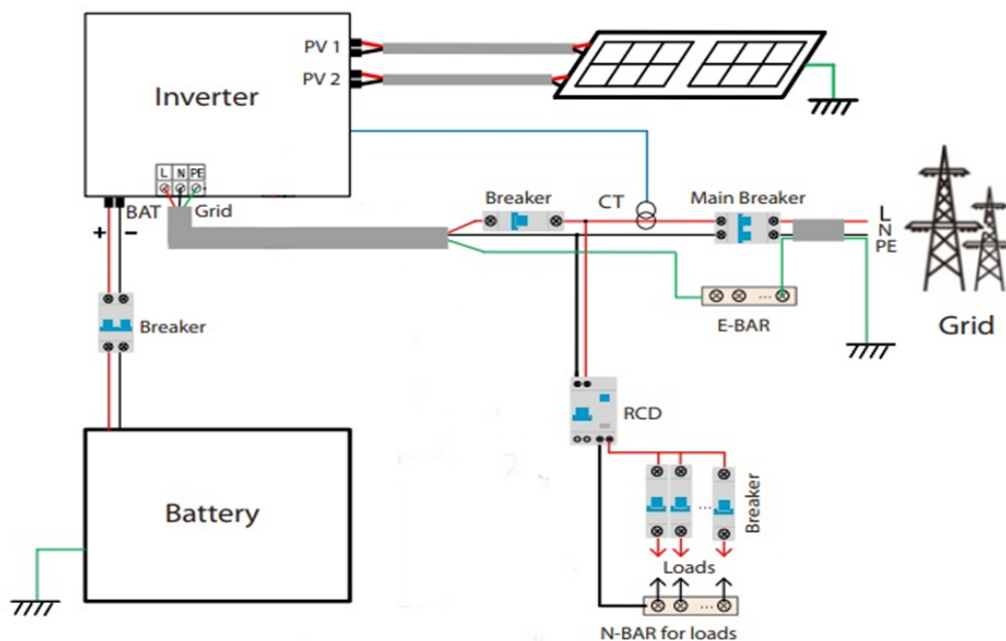 PV 1
PV 2
Inverter
L N PE
BAT
Grid
+ −
Breaker
CT
Main Breaker
L
N
PE
E-BAR
Grid
Breaker
RCD
Breaker
Battery
...
Loads
N-BAR for loads